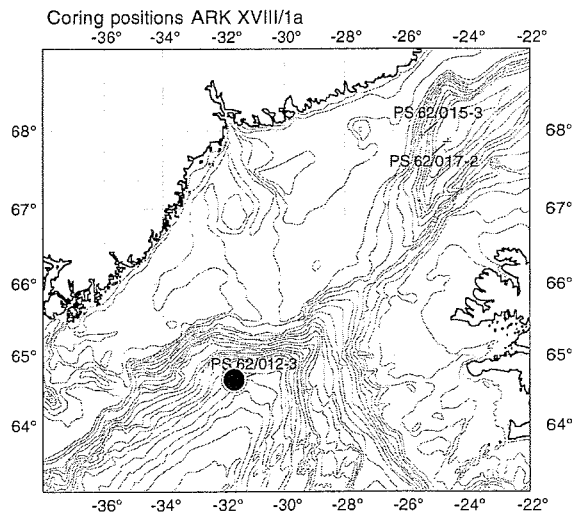 Coring positions ARK XVIII/1a
-36° -34° -32° -30° -28° -26° -24° -22°
PS 62/015-3
68° 68°
PS 62/017-2
67° 67°
66° 66°
65° 65°
PS 62/012-3
64° 64°
-36° -34° -32° -30° -28° -26° -24° -22°